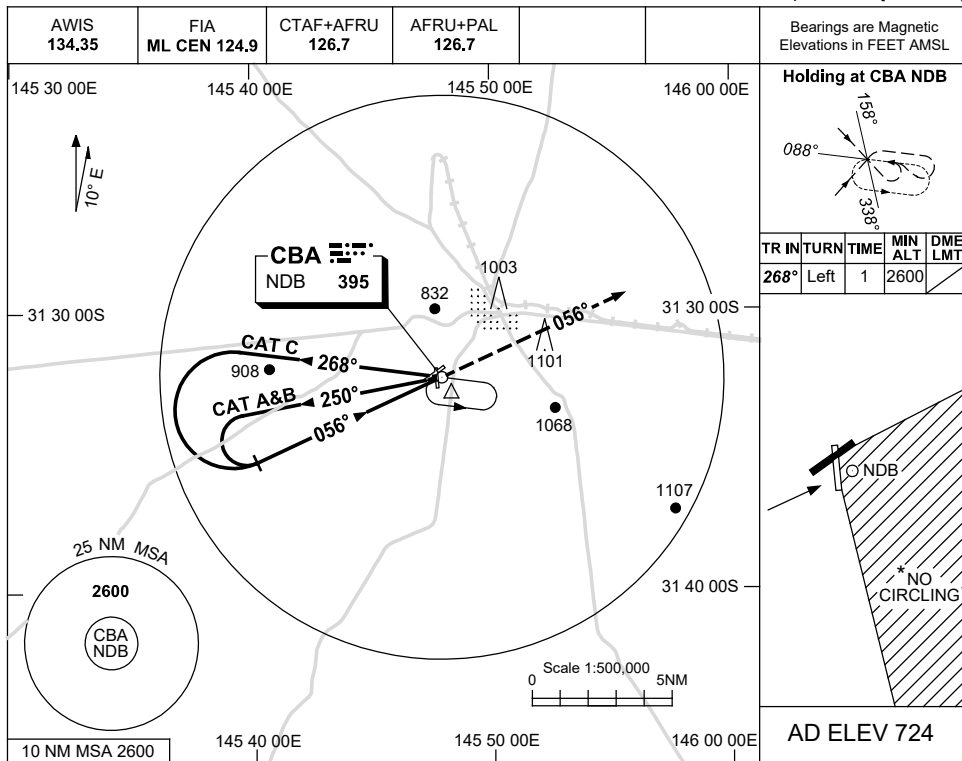 AWIS
134.35
FIA
ML CEN 124.9
CTAF+AFRU
126.7
AFRU+PAL
126.7
Bearings are Magnetic
Elevations in FEET AMSL
145 30 00E
145 40 00E
145 50 00E
146 00 00E
10° E
CBA
NDB 395
1003
832
31 30 00S
31 30 00S
056°
1101
CAT C
268°
908
CAT A&B
250°
056°
1068
1107
25 NM MSA
2600
CBA
NDB
31 40 00S
Scale 1:500,000
0
5NM
10 NM MSA 2600
145 40 00E
145 50 00E
146 00 00E
Holding at CBA NDB
158°
088°
338°
TR IN TURN TIME MIN ALT DME LMT
268° Left 1 2600
NDB
*NO
CIRCLING
AD ELEV 724